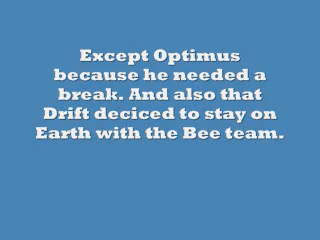 Except Optimus
because he needed a
break. And also that
Drift deciced to stay on
Earth with the Bee team.